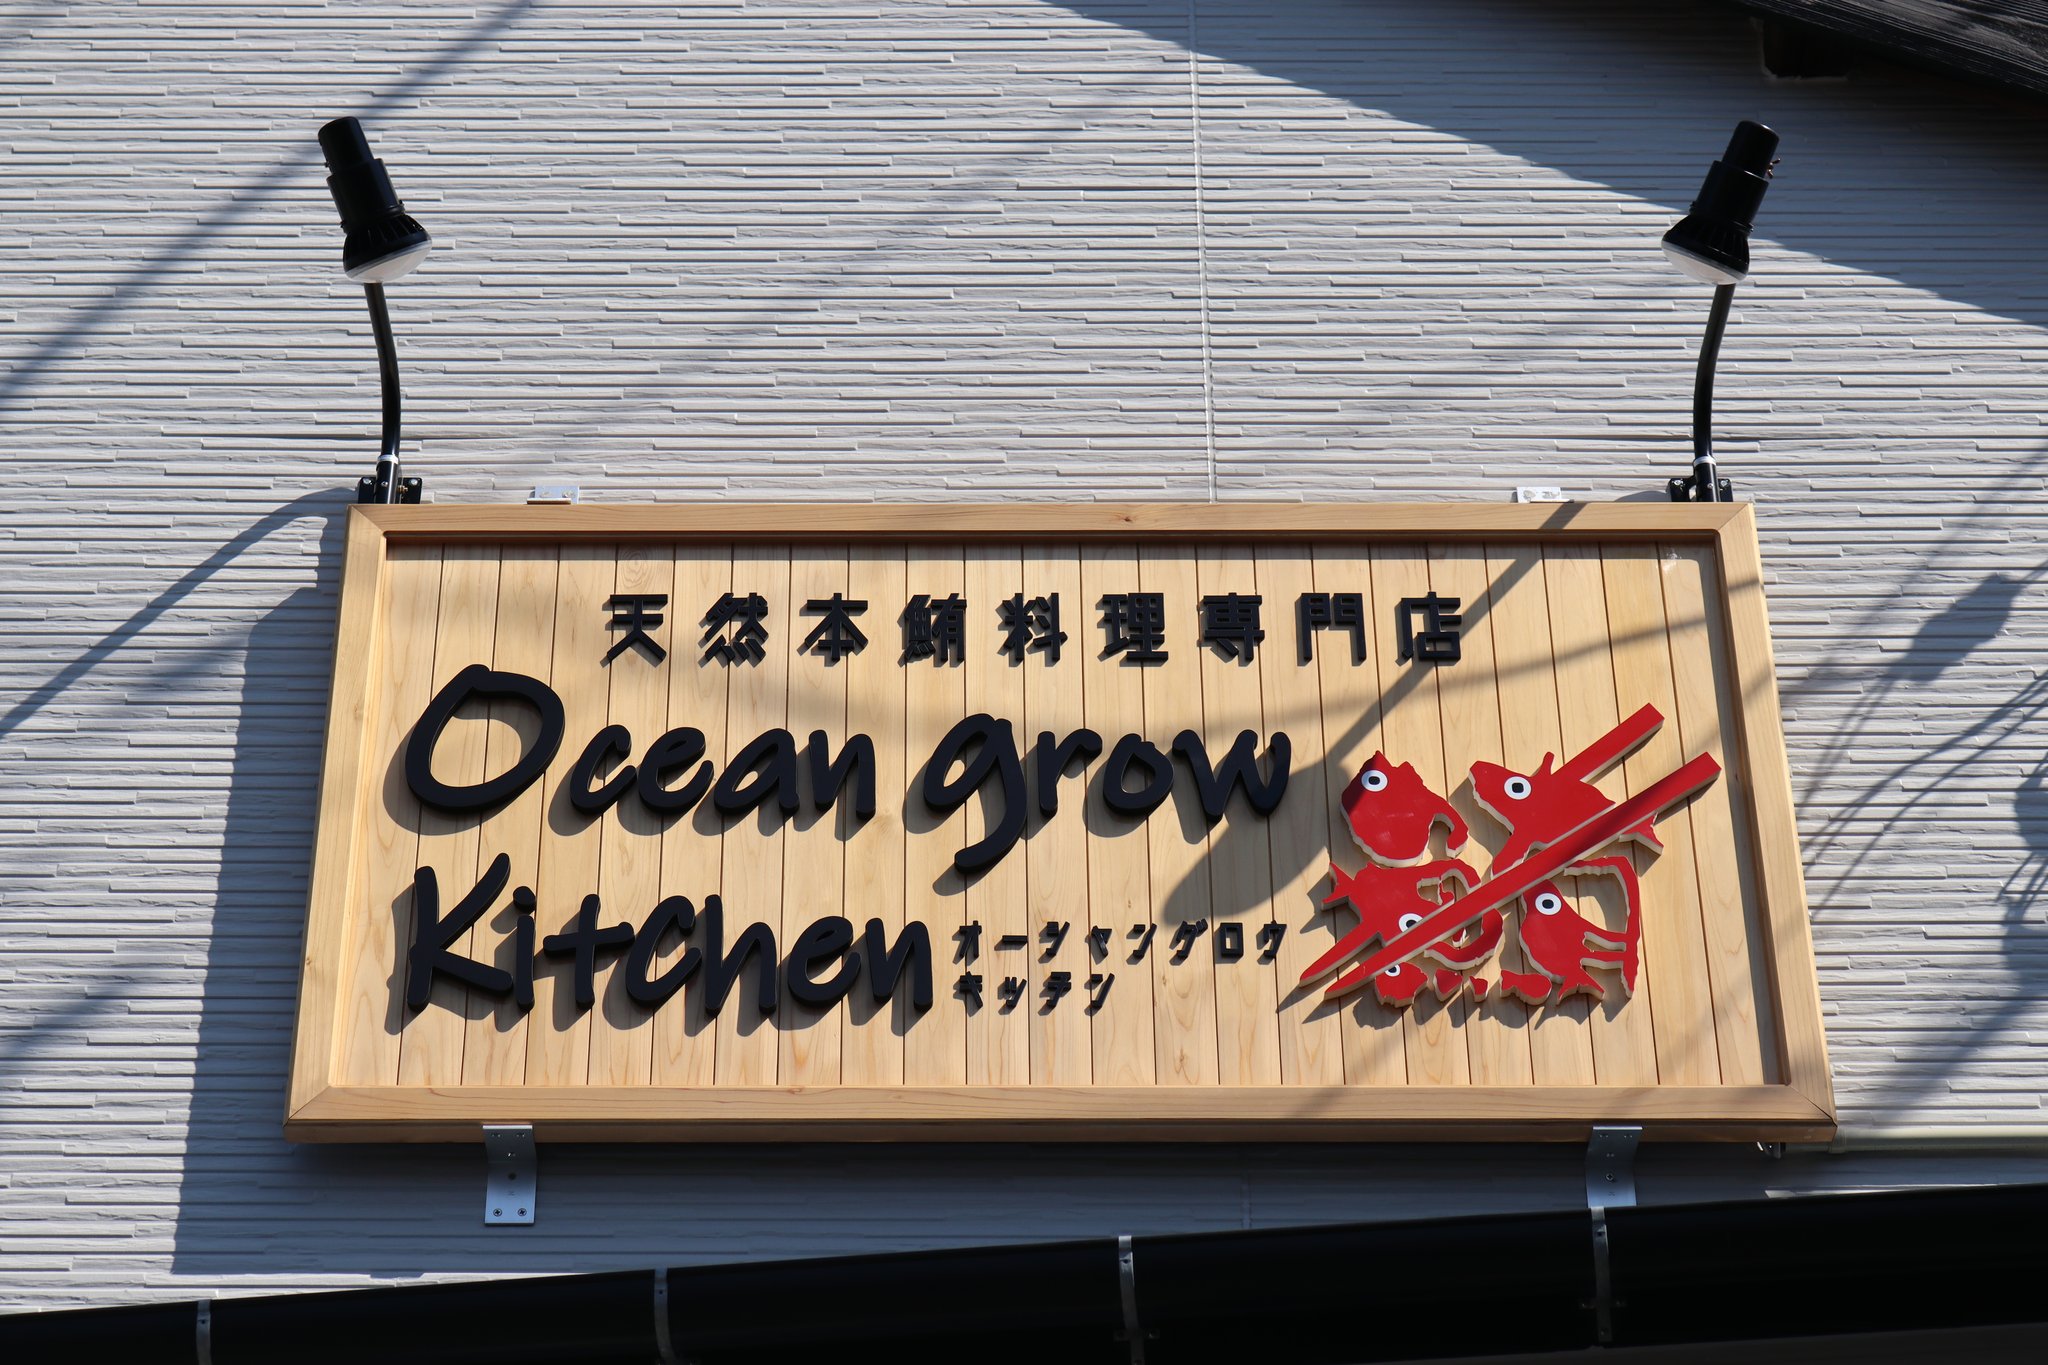 天然本鮪料理専門店
Ocean grow
Kitchen
オーシャングロウ
キッチン